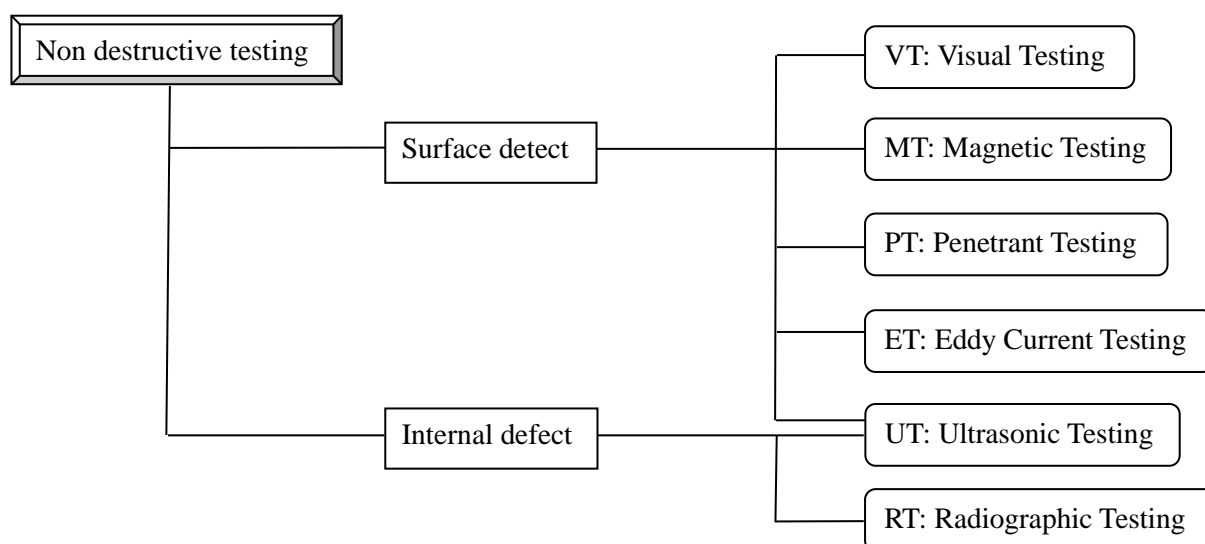 Non destructive testing
VT: Visual Testing
Surface detect
MT: Magnetic Testing
PT: Penetrant Testing
ET: Eddy Current Testing
Internal defect
UT: Ultrasonic Testing
RT: Radiographic Testing